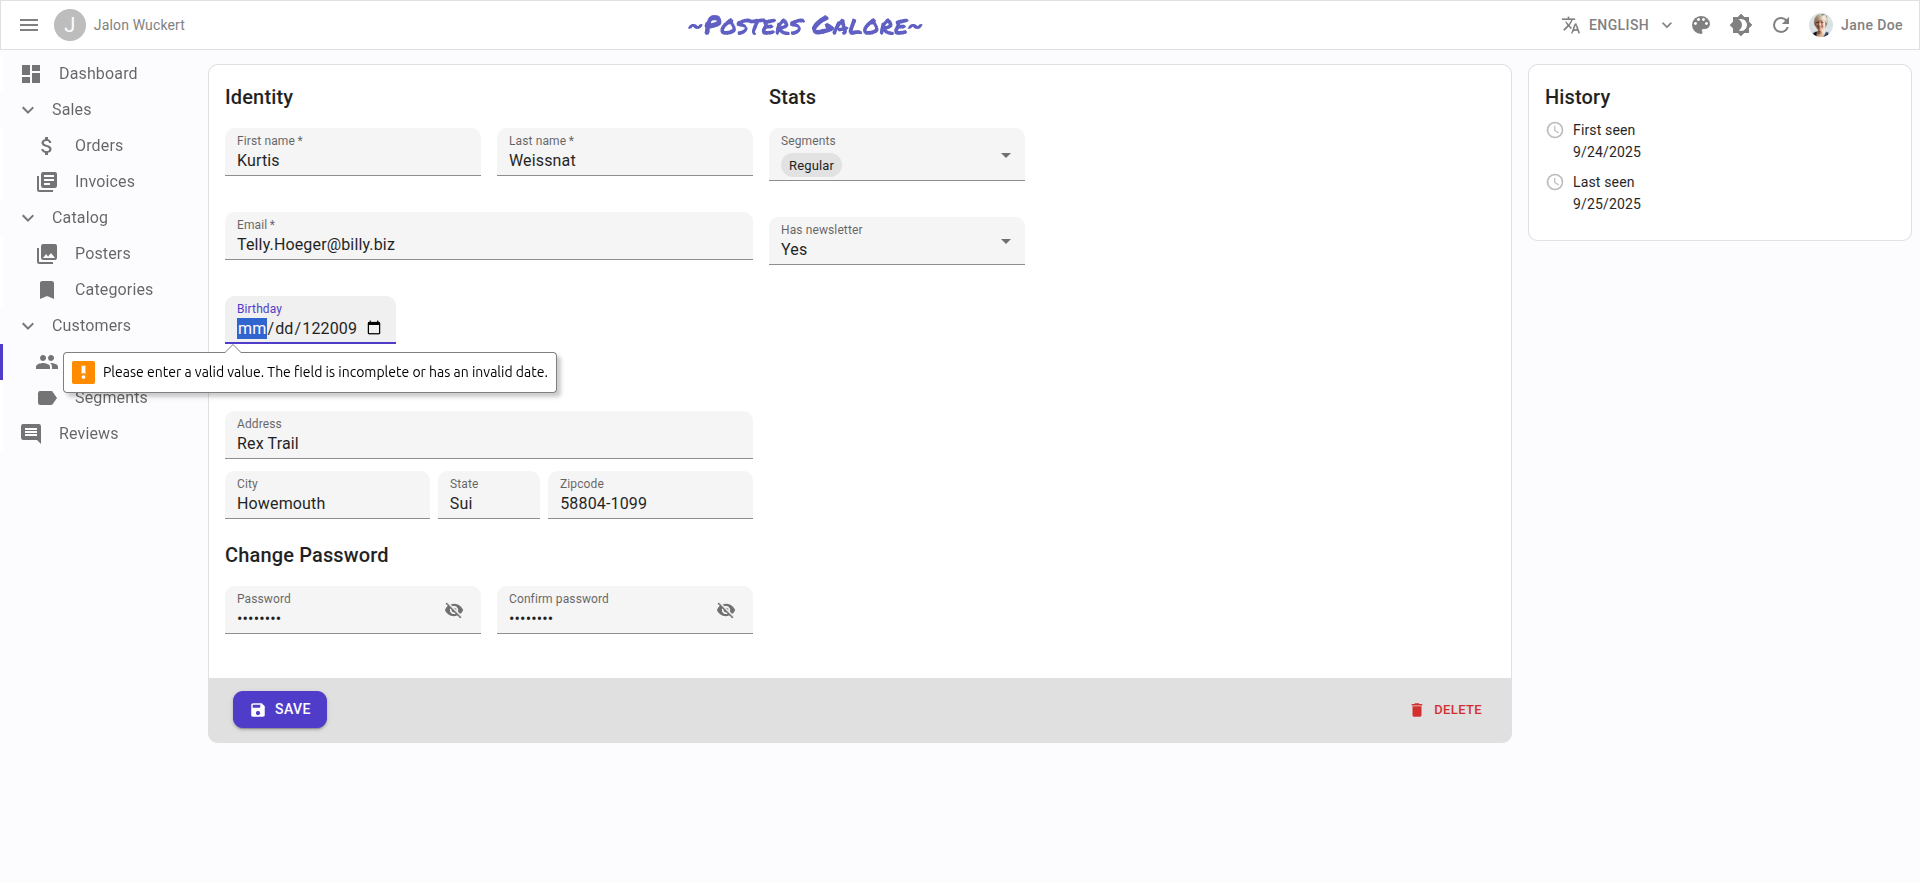 J Jalon Wuckert
~Posters Galore~
ENGLISH
Jane Doe
Dashboard
Sales
Orders
Invoices
Catalog
Posters
Categories
Customers
Segments
Reviews
Identity
First name *
Kurtis
Last name *
Weissnat
Email *
Telly.Hoeger@billy.biz
Birthday
mm/dd/122009
Please enter a valid value. The field is incomplete or has an invalid date.
Address
Rex Trail
City
Howemouth
State
Sui
Zipcode
58804-1099
Change Password
Password
••••••••
Confirm password
••••••••
Stats
Segments
Regular
Has newsletter
Yes
SAVE
DELETE
History
First seen
9/24/2025
Last seen
9/25/2025